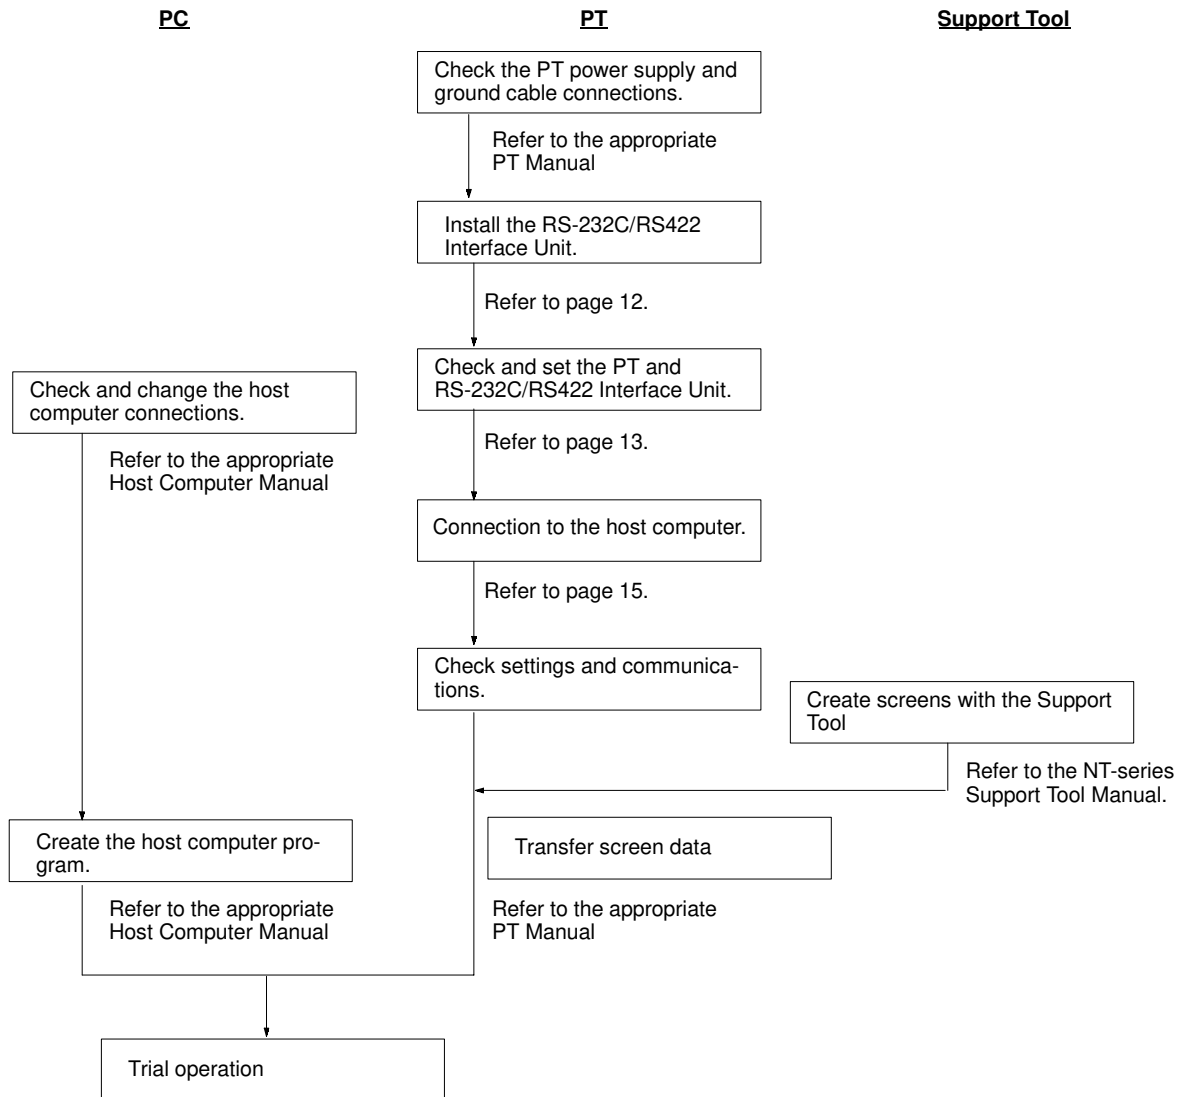 PC
PT
Support Tool
Check the PT power supply and
ground cable connections.
Refer to the appropriate
PT Manual
Install the RS-232C/RS422
Interface Unit.
Refer to page 12.
Check and set the PT and
RS-232C/RS422 Interface Unit.
Check and change the host
computer connections.
Refer to page 13.
Refer to the appropriate
Host Computer Manual
Connection to the host computer.
Refer to page 15.
Check settings and communica-
tions.
Create screens with the Support
Tool
Refer to the NT-series
Support Tool Manual.
Create the host computer pro-
gram.
Transfer screen data
Refer to the appropriate
Host Computer Manual
Refer to the appropriate
PT Manual
Trial operation